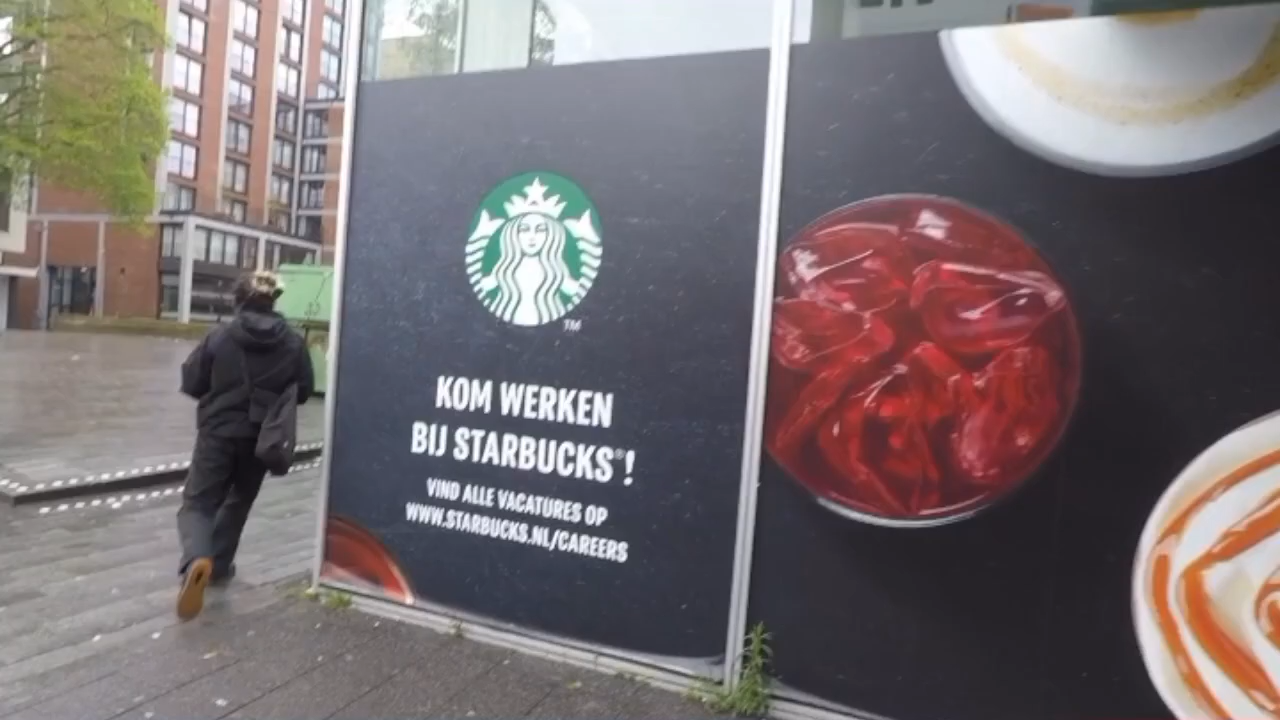 TM
KOM WERKEN
BIJ STARBUCKS®!
VIND ALLE VACATURES OP
WWW.STARBUCKS.NL/CAREERS